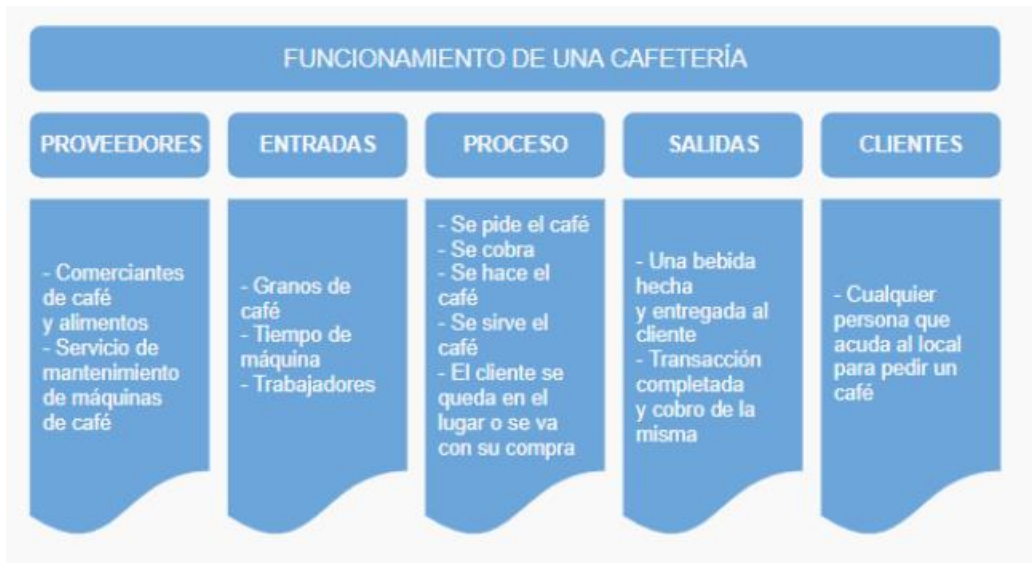 FUNCIONAMIENTO DE UNA CAFETERÍA
PROVEEDORES
ENTRADAS
PROCESO
SALIDAS
CLIENTES
- Comerciantes
de café
y alimentos
- Servicio de
mantenimiento
de máquinas
de café
- Granos de
café
- Tiempo de
máquina
- Trabajadores
- Se pide el café
- Se cobra
- Se hace el
café
- Se sirve el
café
- El cliente se
queda en el
lugar o se va
con su compra
- Una bebida
hecha
y entregada al
cliente
- Transacción
completada
y cobro de la
misma
- Cualquier
persona que
acuda al local
para pedir un
café